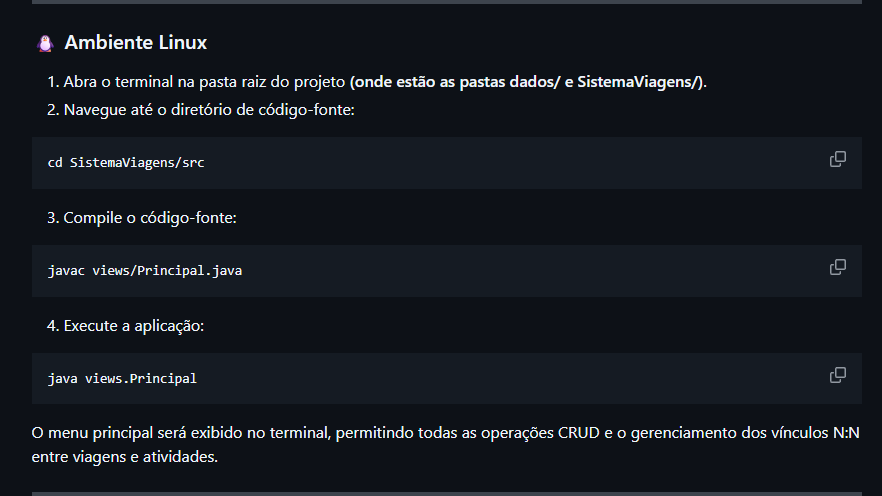 Ambiente Linux
1. Abra o terminal na pasta raiz do projeto (onde estão as pastas dados/ e SistemaViagens/).
2. Navegue até o diretório de código-fonte:
cd SistemaViagens/src
3. Compile o código-fonte:
javac views/Principal.java
4. Execute a aplicação:
java views.Principal
O menu principal será exibido no terminal, permitindo todas as operações CRUD e o gerenciamento dos vínculos N:N
entre viagens e atividades.